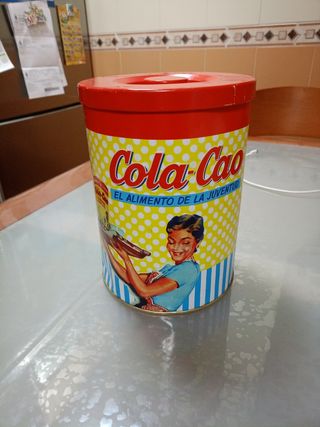 Cola-Cao
EL ALIMENTO DE LA JUVENTUD